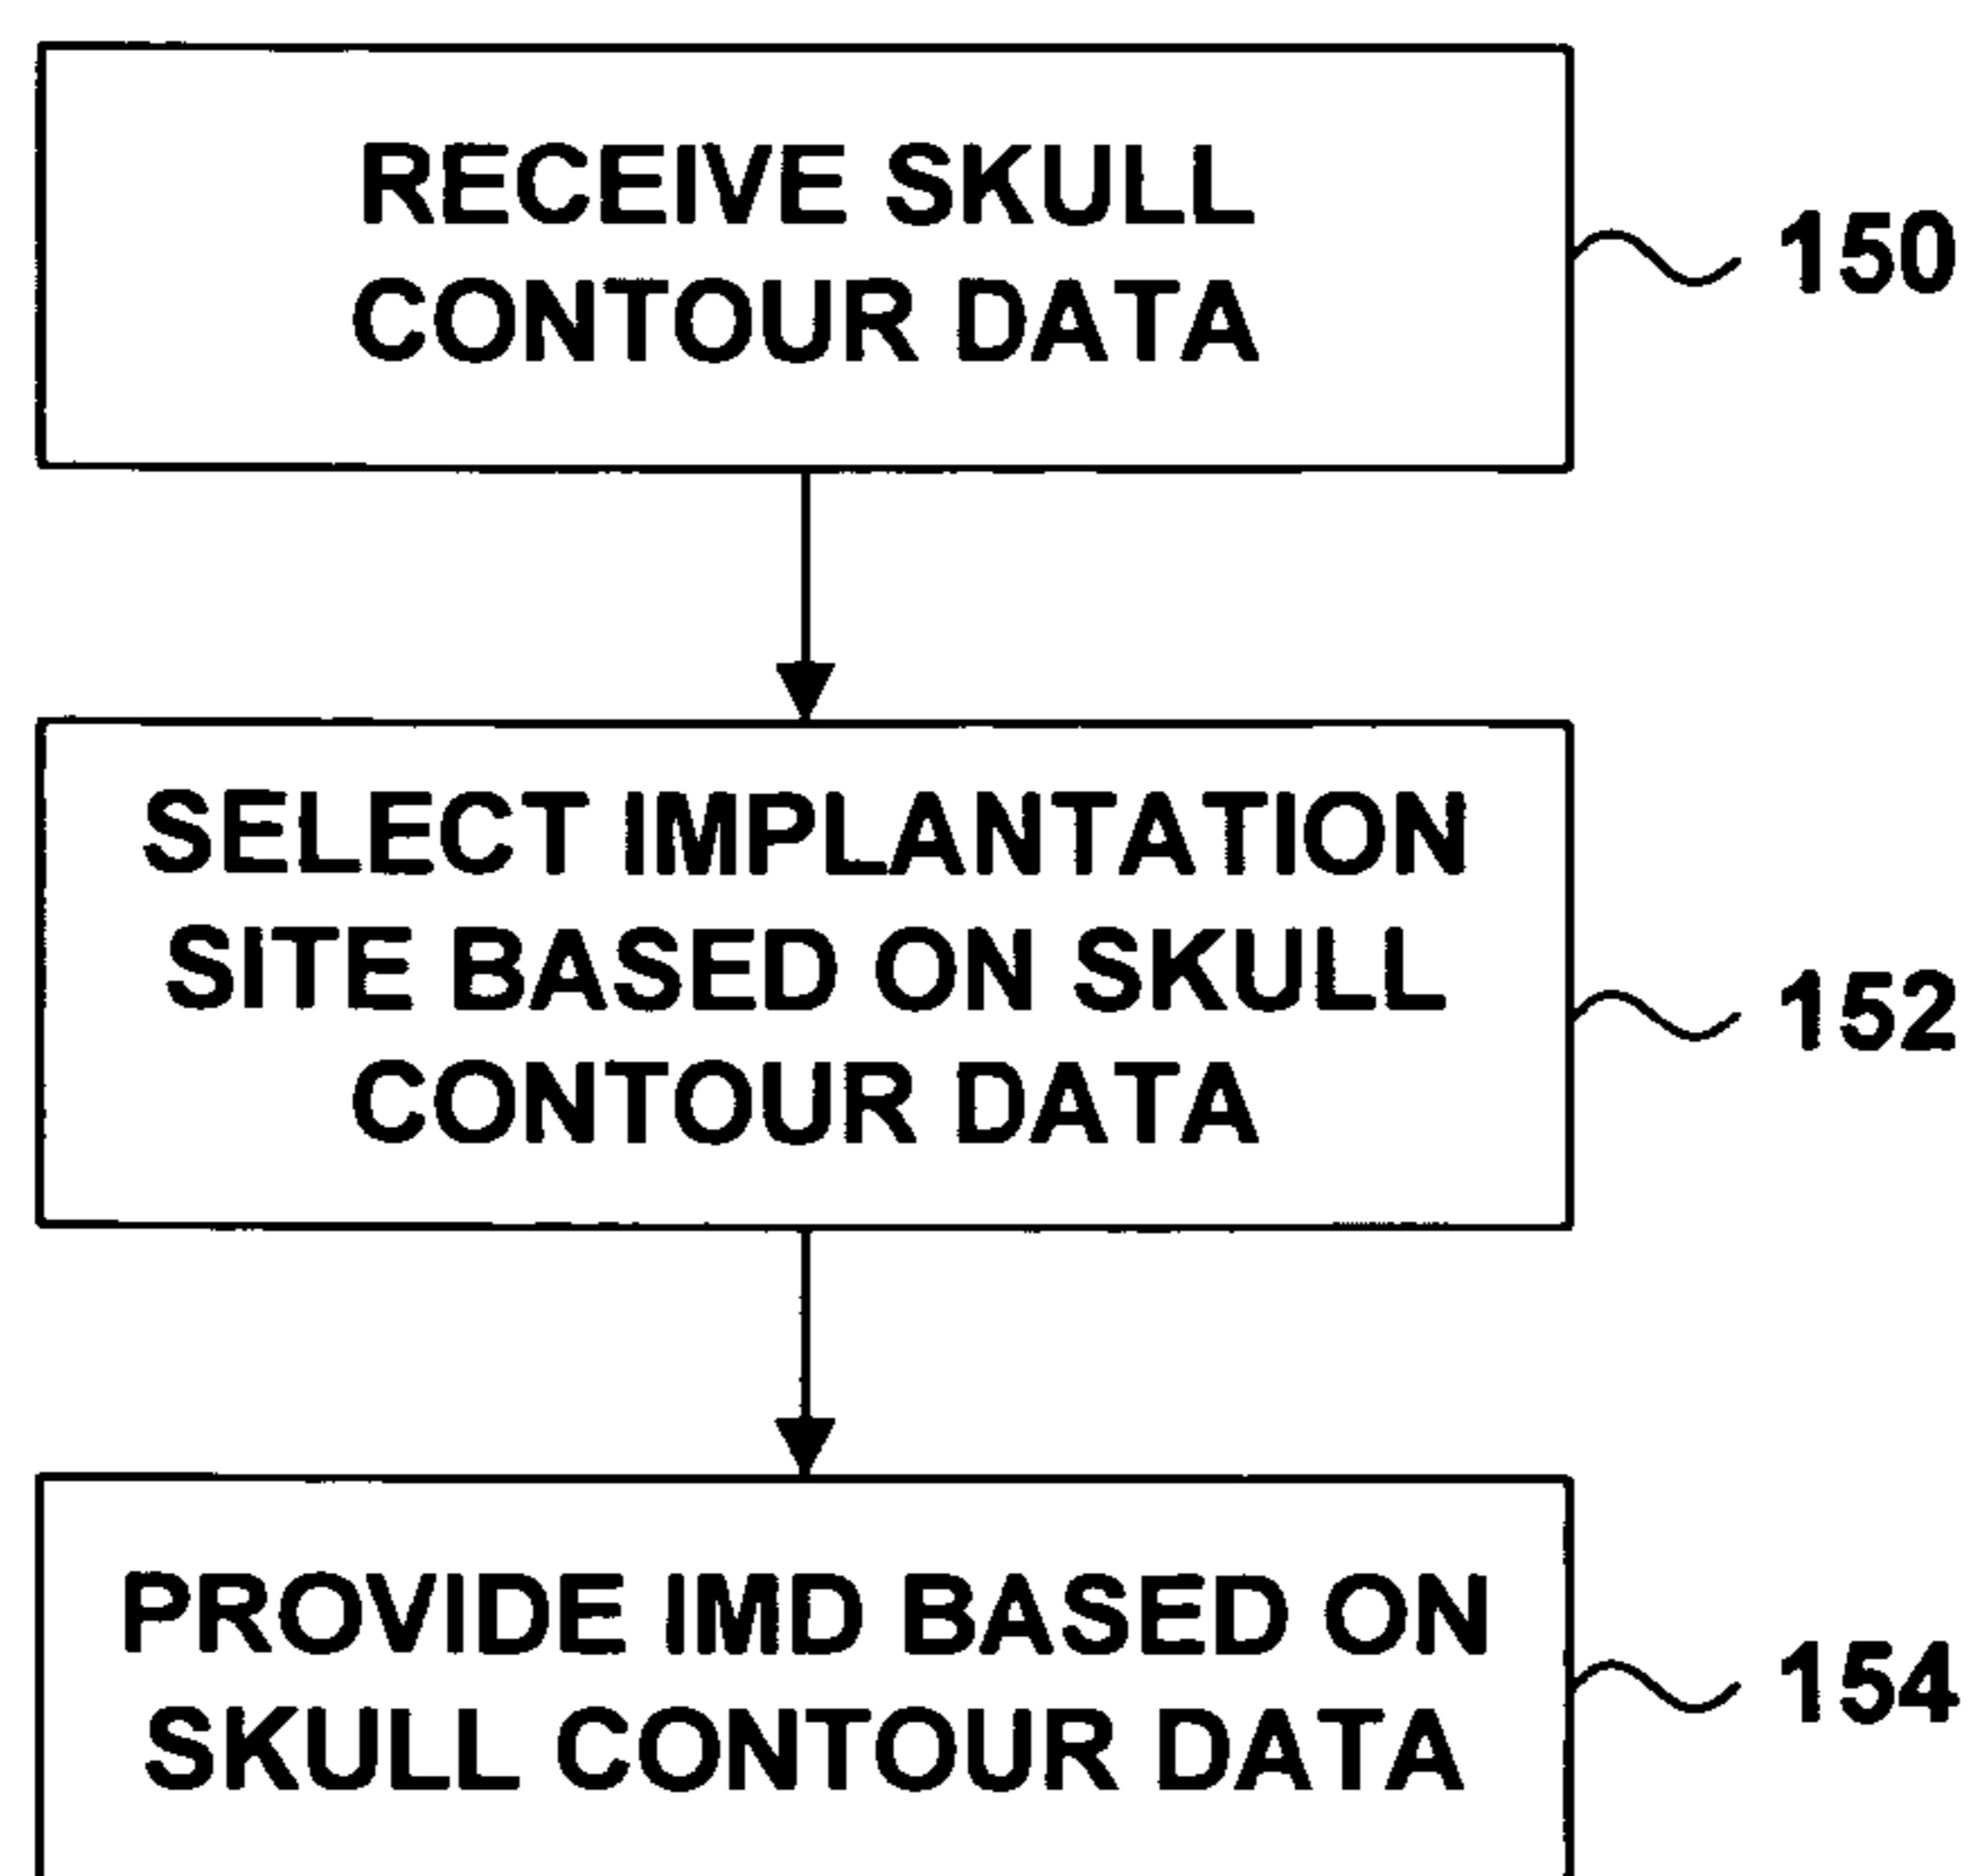 RECEIVE SKULL
CONTOUR DATA
150
SELECT IMPLANTATION
SITE BASED ON SKULL
CONTOUR DATA
152
PROVIDE IMD BASED ON
SKULL CONTOUR DATA
154